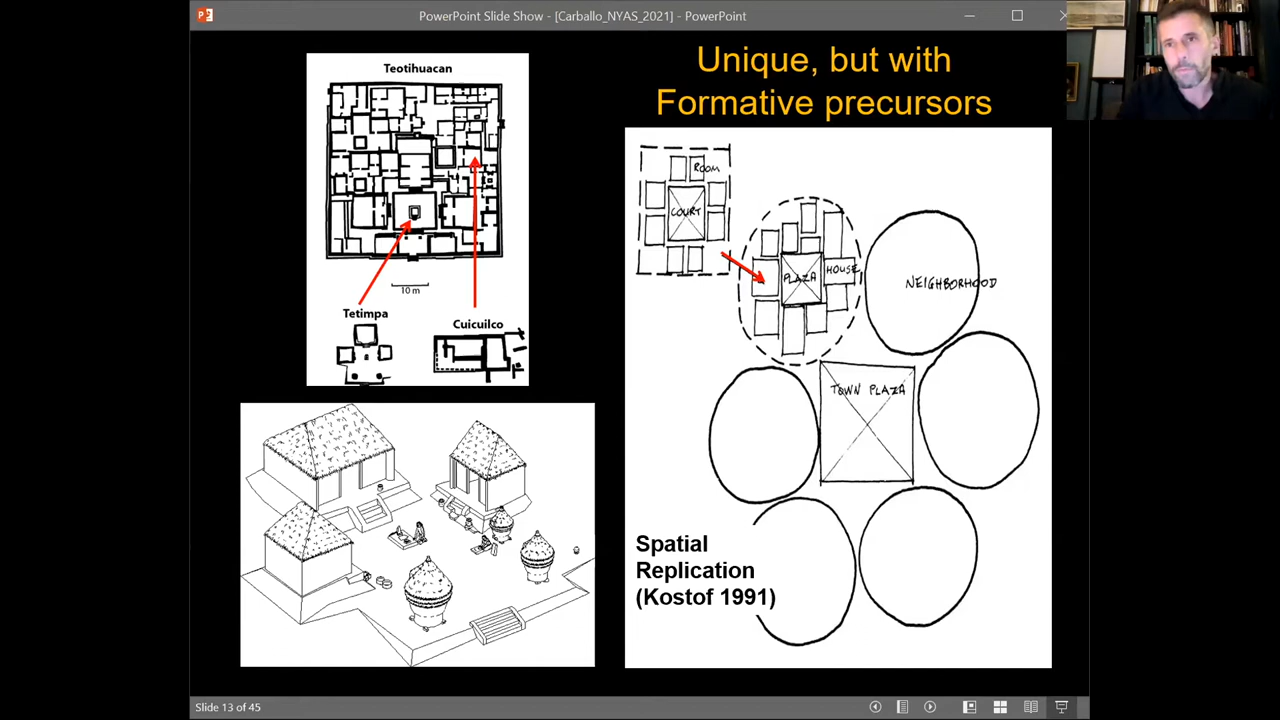 PowerPoint Slide Show - [Carballo_NYAS_2021] - PowerPoint
Unique, but with
Formative precursors
Teotihuacan
10 m
Tetimpa
Cuicuilco
ROOM
COURT
PLAZA
HOUSE
NEIGHBORHOOD
TOWN PLAZA
Spatial
Replication
(Kostof 1991)
Slide 13 of 45